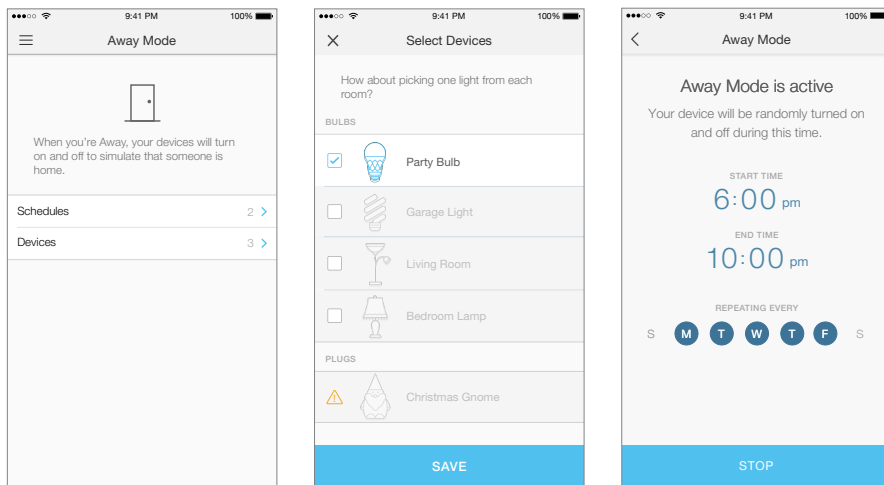 9:41 PM
100%
Away Mode
When you're Away, your devices will turn
on and off to simulate that someone is
home.
Schedules 2
Devices 3
9:41 PM
100%
Select Devices
How about picking one light from each
room?
BULBS
Party Bulb
Garage Light
Living Room
Bedroom Lamp
PLUGS
Christmas Gnome
SAVE
9:41 PM
100%
Away Mode
Away Mode is active
Your device will be randomly turned on
and off during this time.
START TIME
6:00 pm
END TIME
10:00 pm
REPEATING EVERY
S M T W T F S
STOP